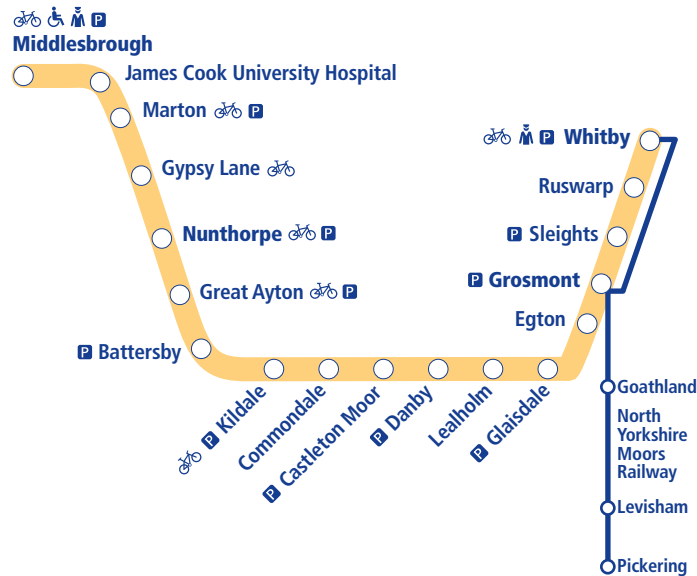 Middlesbrough
James Cook University Hospital
Marton P
Gypsy Lane
Nunthorpe P
Great Ayton P
P Battersby
P Kildale
Commondale
P Castleton Moor
P Danby
Lealholm
P Glaisdale
Egton
P Grosmont
P Sleights
Ruswarp
P Whitby
P
Goathland
North
Yorkshire
Moors
Railway
Levisham
Pickering